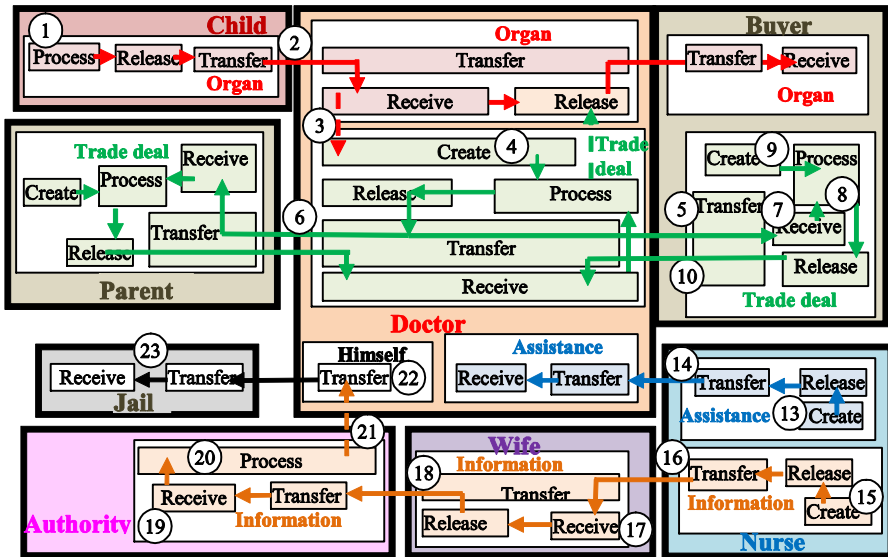 1
Child
Process
Release
Transfer
Organ
2
Organ
Transfer
Receive
Release
3
Create
4
Trade
deal
Release
Process
Transfer
Receive
Doctor
Buyer
Transfer
Receive
Organ
Create
9
Process
5
Transfer
7
8
Receive
10
Release
Trade deal
Trade deal
Receive
Process
Create
Transfer
Release
Parent
6
23
Receive
Transfer
Jail
Himself
Transfer
22
Assistance
Receive
Transfer
14
Transfer
Release
Assistance
13
Create
21
20
Process
Receive
Transfer
Information
19
Authority
Wife
18
Information
Transfer
Release
Receive
17
16
Transfer
Release
Information
15
Create
Nurse